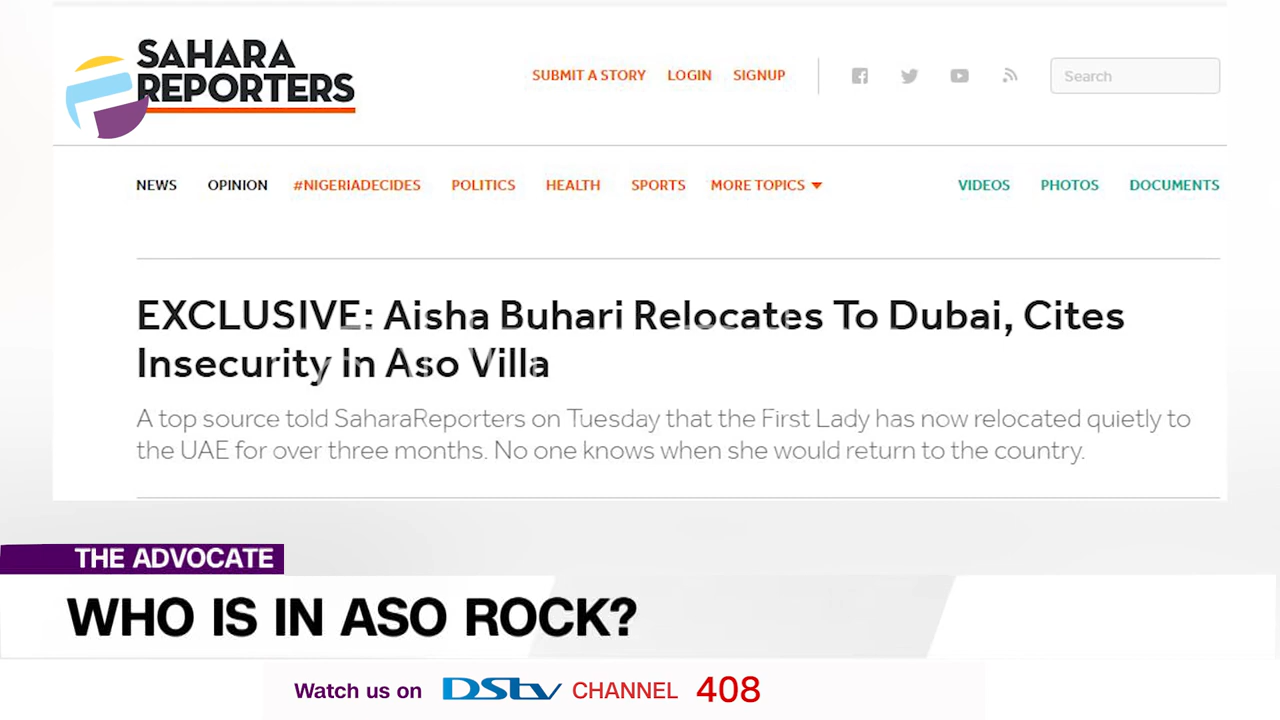 SAHARA
REPORTERS
SUBMIT A STORY LOGIN SIGNUP
Search
NEWS OPINION #NIGERIADECIDES POLITICS HEALTH SPORTS MORE TOPICS VIDEOS PHOTOS DOCUMENTS
EXCLUSIVE: Aisha Buhari Relocates To Dubai, Cites
Insecurity In Aso Villa
A top source told SaharaReporters on Tuesday that the First Lady has now relocated quietly to
the UAE for over three months. No one knows when she would return to the country.
THE ADVOCATE
WHO IS IN ASO ROCK?
Watch us on DStv CHANNEL 408